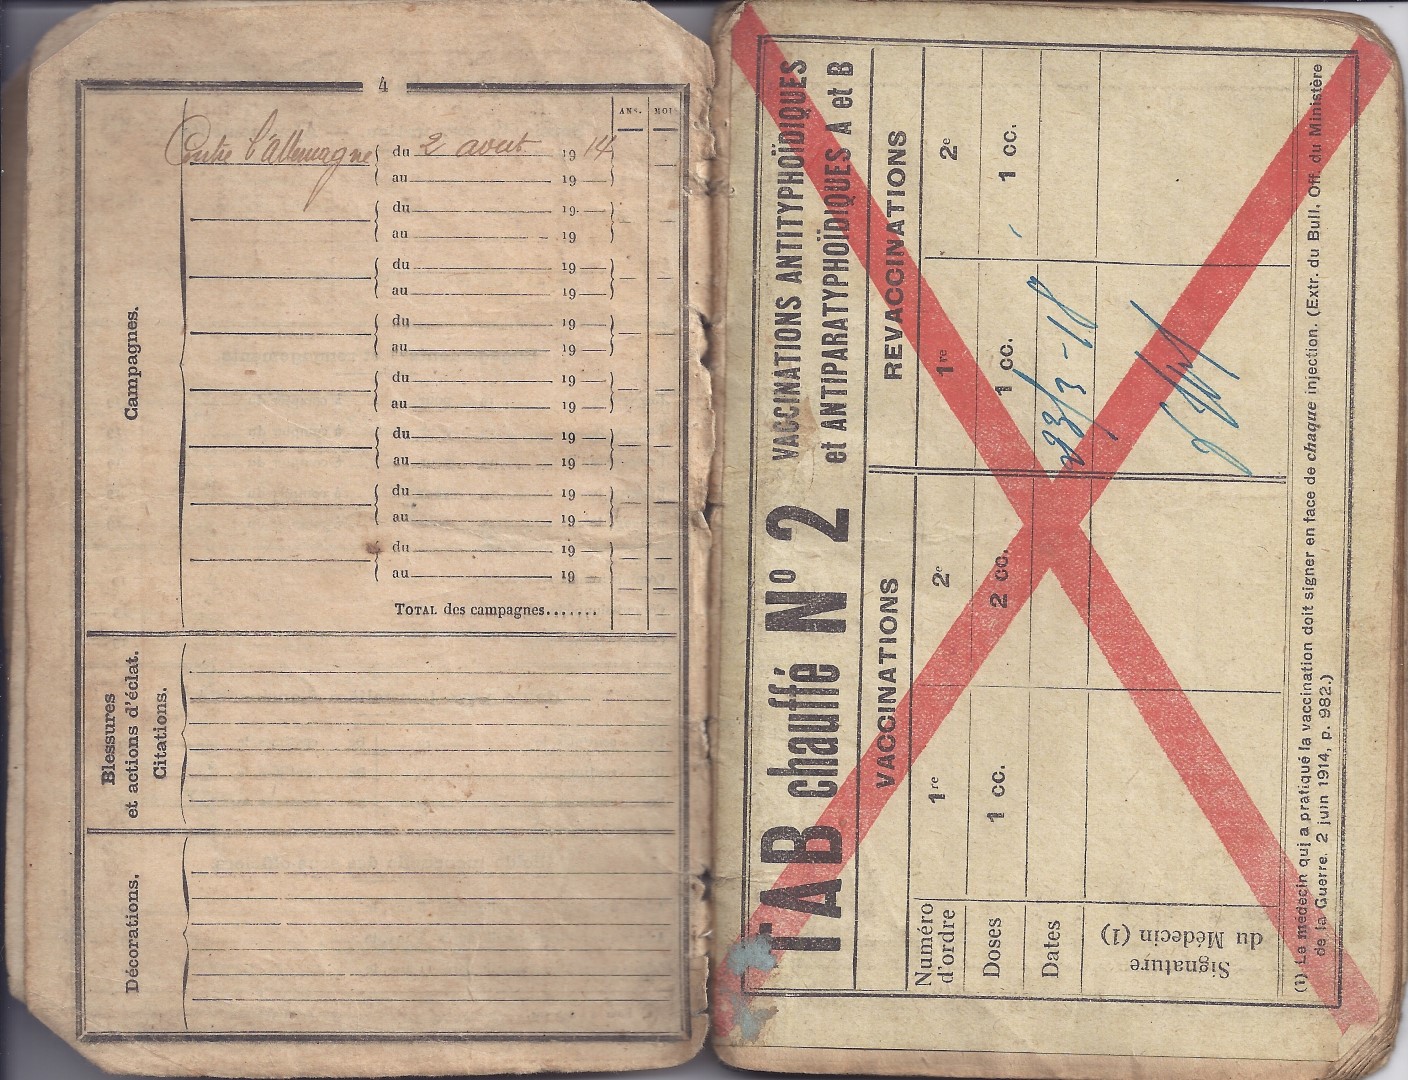 4
ANS. MOI
Campagnes.
Contre l'Allemagne du 2 août 19 14
au 19
du 19
au 19
du 19
au 19
du 19
au 19
du 19
au 19
du 19
au 19
du 19
au 19
du 19
au 19
TOTAL des campagnes.......
Blessures
et actions d'éclat.
Citations.
Décorations.
TAB chauffé N° 2
VACCINATIONS ANTITYPHOÏDIQUES
et ANTIPARATYPHOÏDIQUES A et B
VACCINATIONS REVACCINATIONS
Numéro
d'ordre 1re 2e 1re 2e
Doses 1 cc. 2 cc. 1 cc. 1 cc.
Dates
Signature
du Médecin (1)
(1) Le médecin qui a pratiqué la vaccination doit signer en face de chaque injection. (Extr. du Bull. Off. du Ministère
de la Guerre. 2 juin 1914, p. 982.)